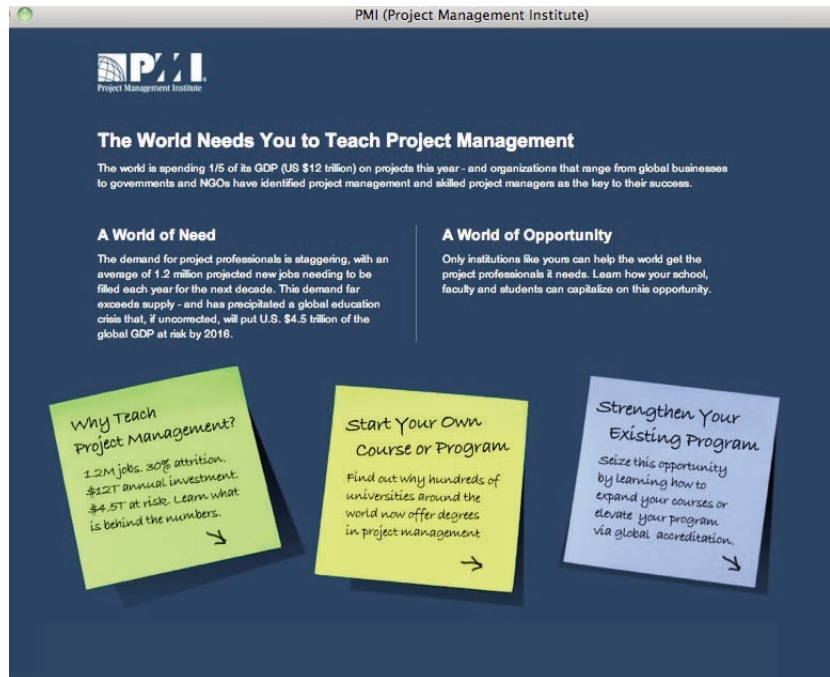 PMI (Project Management Institute)
PMI
Project Management Institute
The World Needs You to Teach Project Management
The world is spending 1/5 of its GDP (US $12 trillion) on projects this year - and organizations that range from global businesses
to governments and NGOs have identified project management and skilled project managers as the key to their success.
A World of Need
The demand for project professionals is staggering, with an
average of 1.2 million projected new jobs needing to be
filled each year for the next decade. This demand far
exceeds supply - and has precipitated a global education
crisis that, if uncorrected, will put U.S. $4.5 trillion of the
global GDP at risk by 2016.
A World of Opportunity
Only institutions like yours can help the world get the
project professionals it needs. Learn how your school,
faculty and students can capitalize on this opportunity.
Why Teach
Project Management?
1.2M jobs. 30% attrition.
$12T annual investment.
$4.5T at risk. Learn what
is behind the numbers.
Start Your Own
Course or Program
Find out why hundreds of
universities around the
world now offer degrees
in project management
Strengthen Your
Existing Program
Seize this opportunity
by learning how to
expand your courses or
elevate your program
via global accreditation.